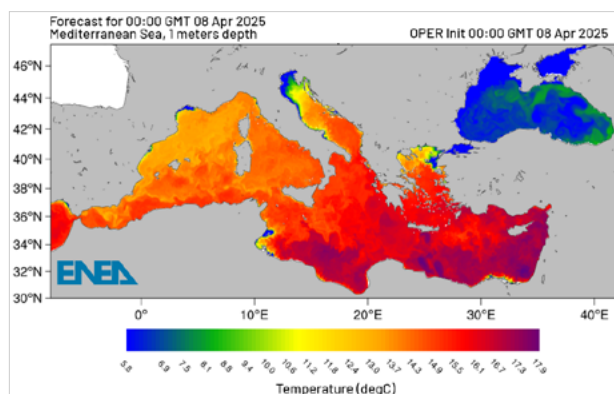 Forecast for 00:00 GMT 08 Apr 2025
Mediterranean Sea, 1 meters depth
OPER Init 00:00 GMT 08 Apr 2025
46°N
44°N
42°N
40°N
38°N
36°N
34°N
32°N
30°N
ENEA
0°
10°E
20°E
30°E
40°E
5.8 6.9 7.5 8.1 8.8 9.4 10.0 10.6 11.2 11.8 12.4 13.0 13.7 14.3 14.9 15.5 16.1 16.7 17.3 17.9
Temperature (degC)